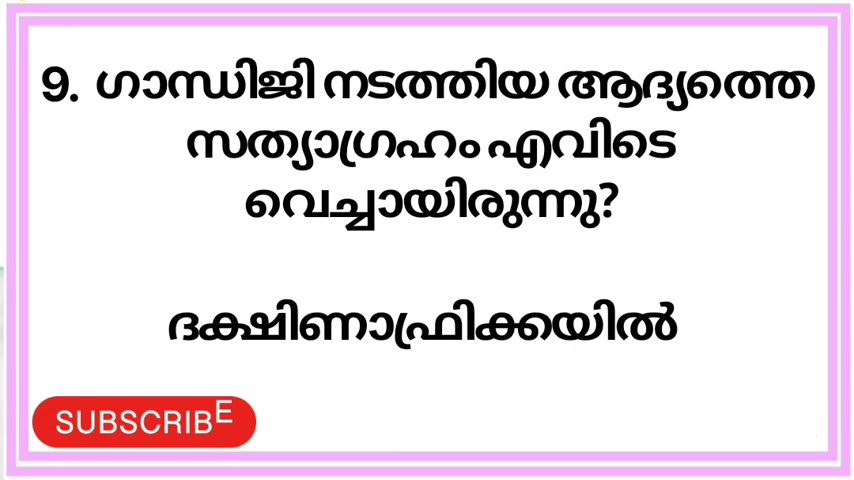 9. ഗാന്ധിജി നടത്തിയ ആദ്യത്തെ
സത്യാഗ്രഹം എവിടെ
വെച്ചായിരുന്നു?
ദക്ഷിണാഫ്രിക്കയിൽ
SUBSCRIBE